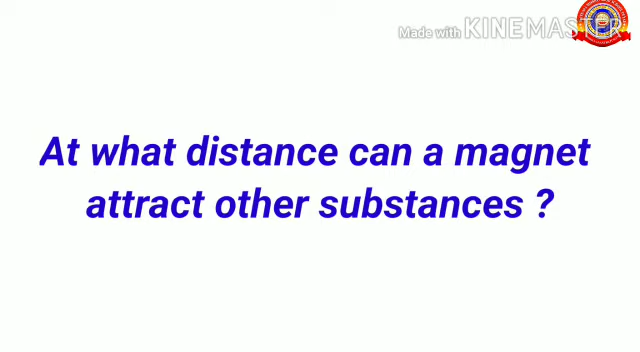 Made with KINEMASTER
At what distance can a magnet
attract other substances ?